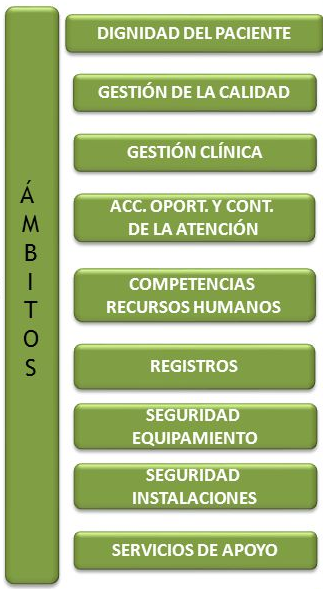 ÁMBITOS
DIGNIDAD DEL PACIENTE
GESTIÓN DE LA CALIDAD
GESTIÓN CLÍNICA
ACC. OPORT. Y CONT.
DE LA ATENCIÓN
COMPETENCIAS
RECURSOS HUMANOS
REGISTROS
SEGURIDAD
EQUIPAMIENTO
SEGURIDAD
INSTALACIONES
SERVICIOS DE APOYO